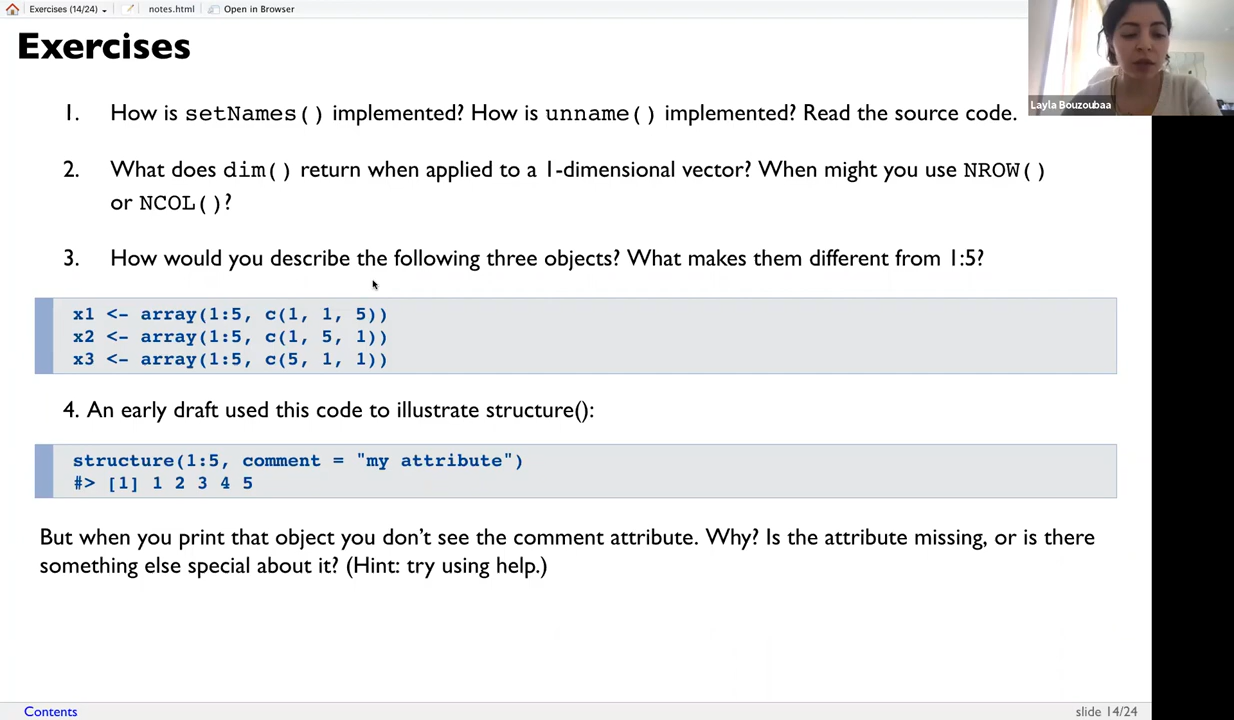 Exercises (14/24)
notes.html
Open in Browser
Exercises
Layla Bouzoubaa
1. How is setNames() implemented? How is unname() implemented? Read the source code.
2. What does dim() return when applied to a 1-dimensional vector? When might you use NROW()
or NCOL()?
3. How would you describe the following three objects? What makes them different from 1:5?
x1 <- array(1:5, c(1, 1, 5))
x2 <- array(1:5, c(1, 5, 1))
x3 <- array(1:5, c(5, 1, 1))
4. An early draft used this code to illustrate structure():
structure(1:5, comment = "my attribute")
#> [1] 1 2 3 4 5
But when you print that object you don’t see the comment attribute. Why? Is the attribute missing, or is there
something else special about it? (Hint: try using help.)
Contents
slide 14/24